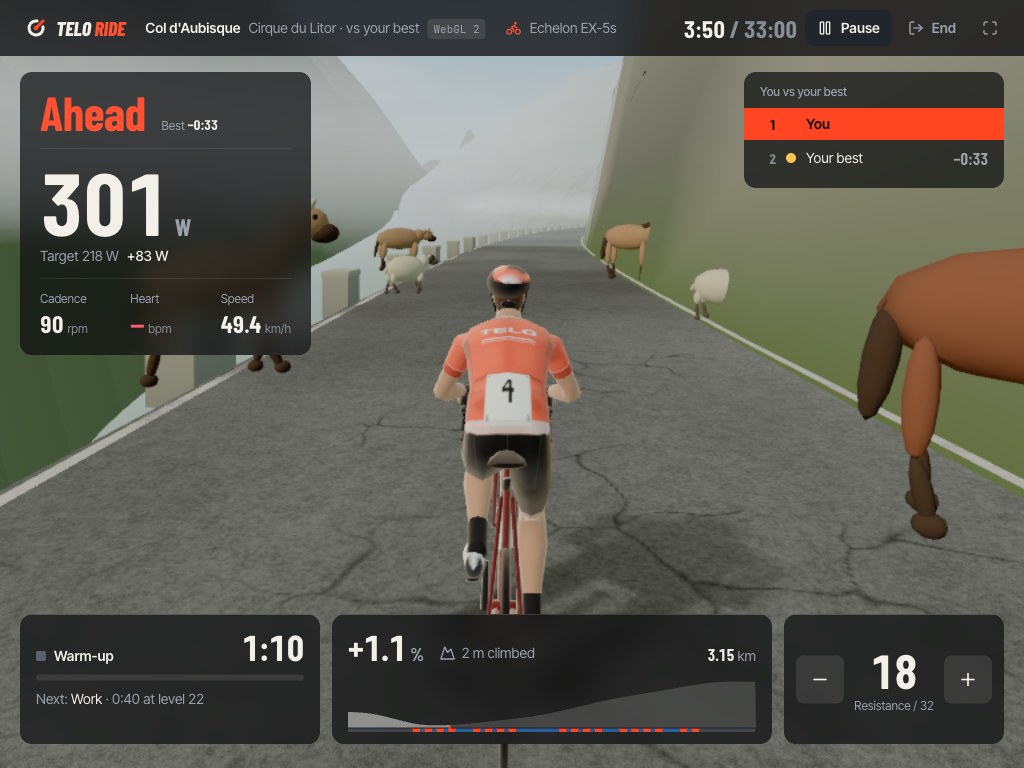 TELO RIDE
Col d'Aubisque Cirque du Litor · vs your best WebGL 2 Echelon EX-5s
3:50 / 33:00 Pause End
Ahead Best −0:33
301 W
Target 218 W +83 W
Cadence Heart Speed
90 rpm — bpm 49.4 km/h
You vs your best
1 You
2 Your best −0:33
TELO
4
Warm-up 1:10
Next: Work · 0:40 at level 22
+1.1 % 2 m climbed 3.15 km
− 18 +
Resistance / 32